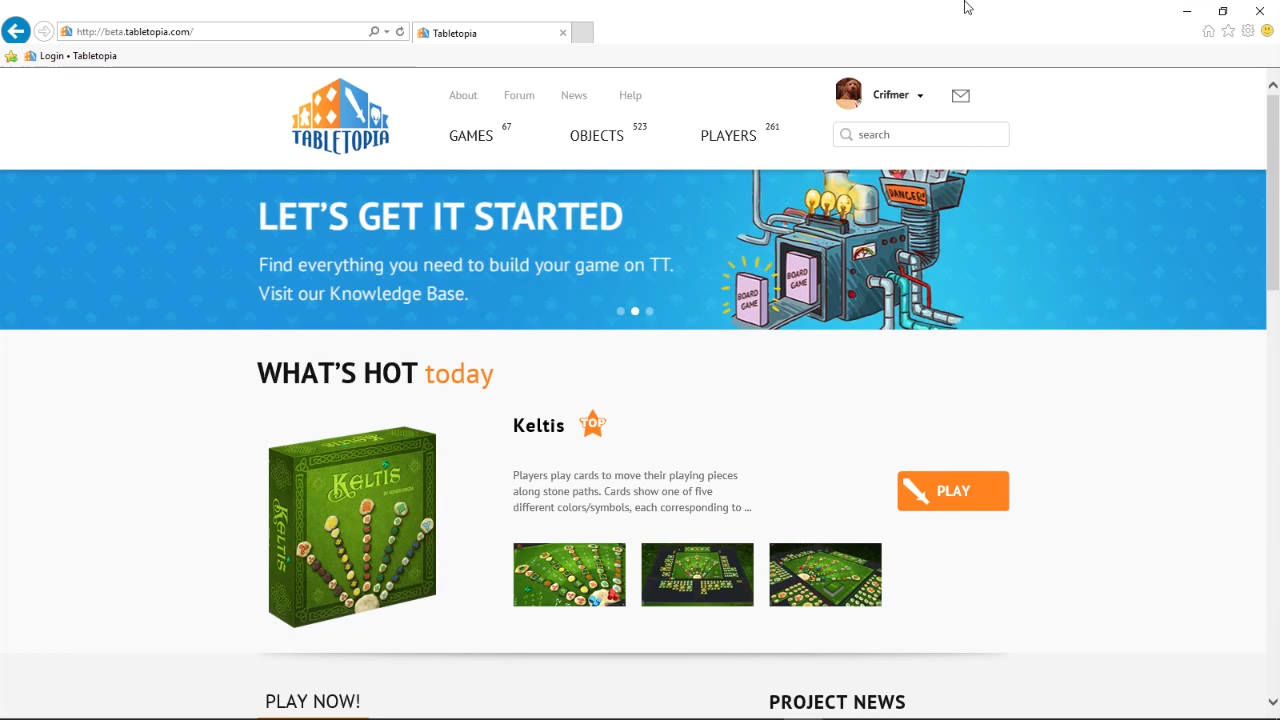 http://beta.tabletopia.com/
Tabletopia
Login • Tabletopia
TABLETOPIA
About Forum News Help
Crifmer
GAMES 67 OBJECTS 523 PLAYERS 261
search
LET'S GET IT STARTED
Find everything you need to build your game on TT.
Visit our Knowledge Base.
DANGER!
BOARD GAME
BOARD GAME
WHAT'S HOT today
Keltis TOP
Players play cards to move their playing pieces
along stone paths. Cards show one of five
different colors/symbols, each corresponding to ...
PLAY
KELTIS
KELTIS
KELTIS
PLAY NOW!
PROJECT NEWS